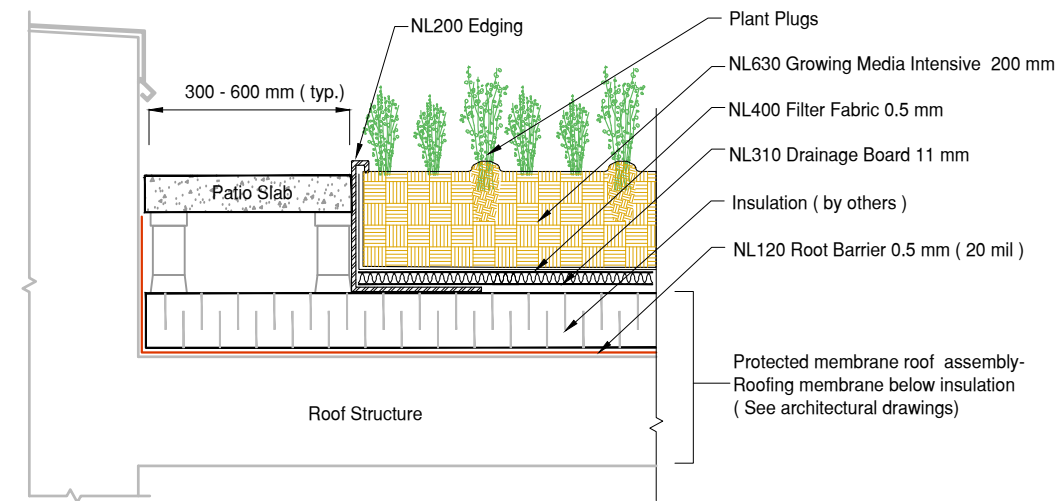 NL200 Edging
Plant Plugs
NL630 Growing Media Intensive 200 mm
300 - 600 mm ( typ.)
NL400 Filter Fabric 0.5 mm
NL310 Drainage Board 11 mm
Patio Slab
Insulation ( by others )
NL120 Root Barrier 0.5 mm ( 20 mil )
Protected membrane roof assembly-
Roofing membrane below insulation
( See architectural drawings)
Roof Structure